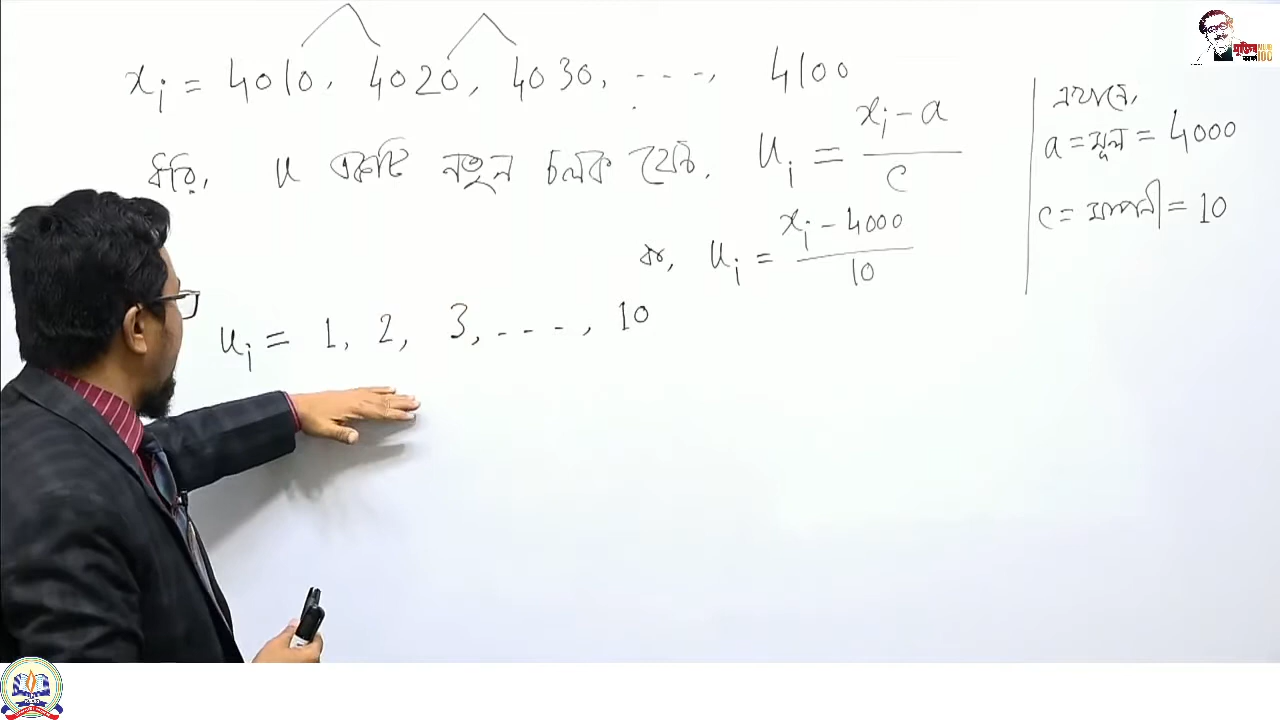 xᵢ = 4010, 4020, 4030, ----, 4100
ধরি, u একটি নতুন চলক যেন, uᵢ = (xᵢ - a) / c
বা, uᵢ = (xᵢ - 4000) / 10
uᵢ = 1, 2, 3, ----, 10
এখানে,
a = মূল = 4000
c = মাপনী = 10
মুজিব
100